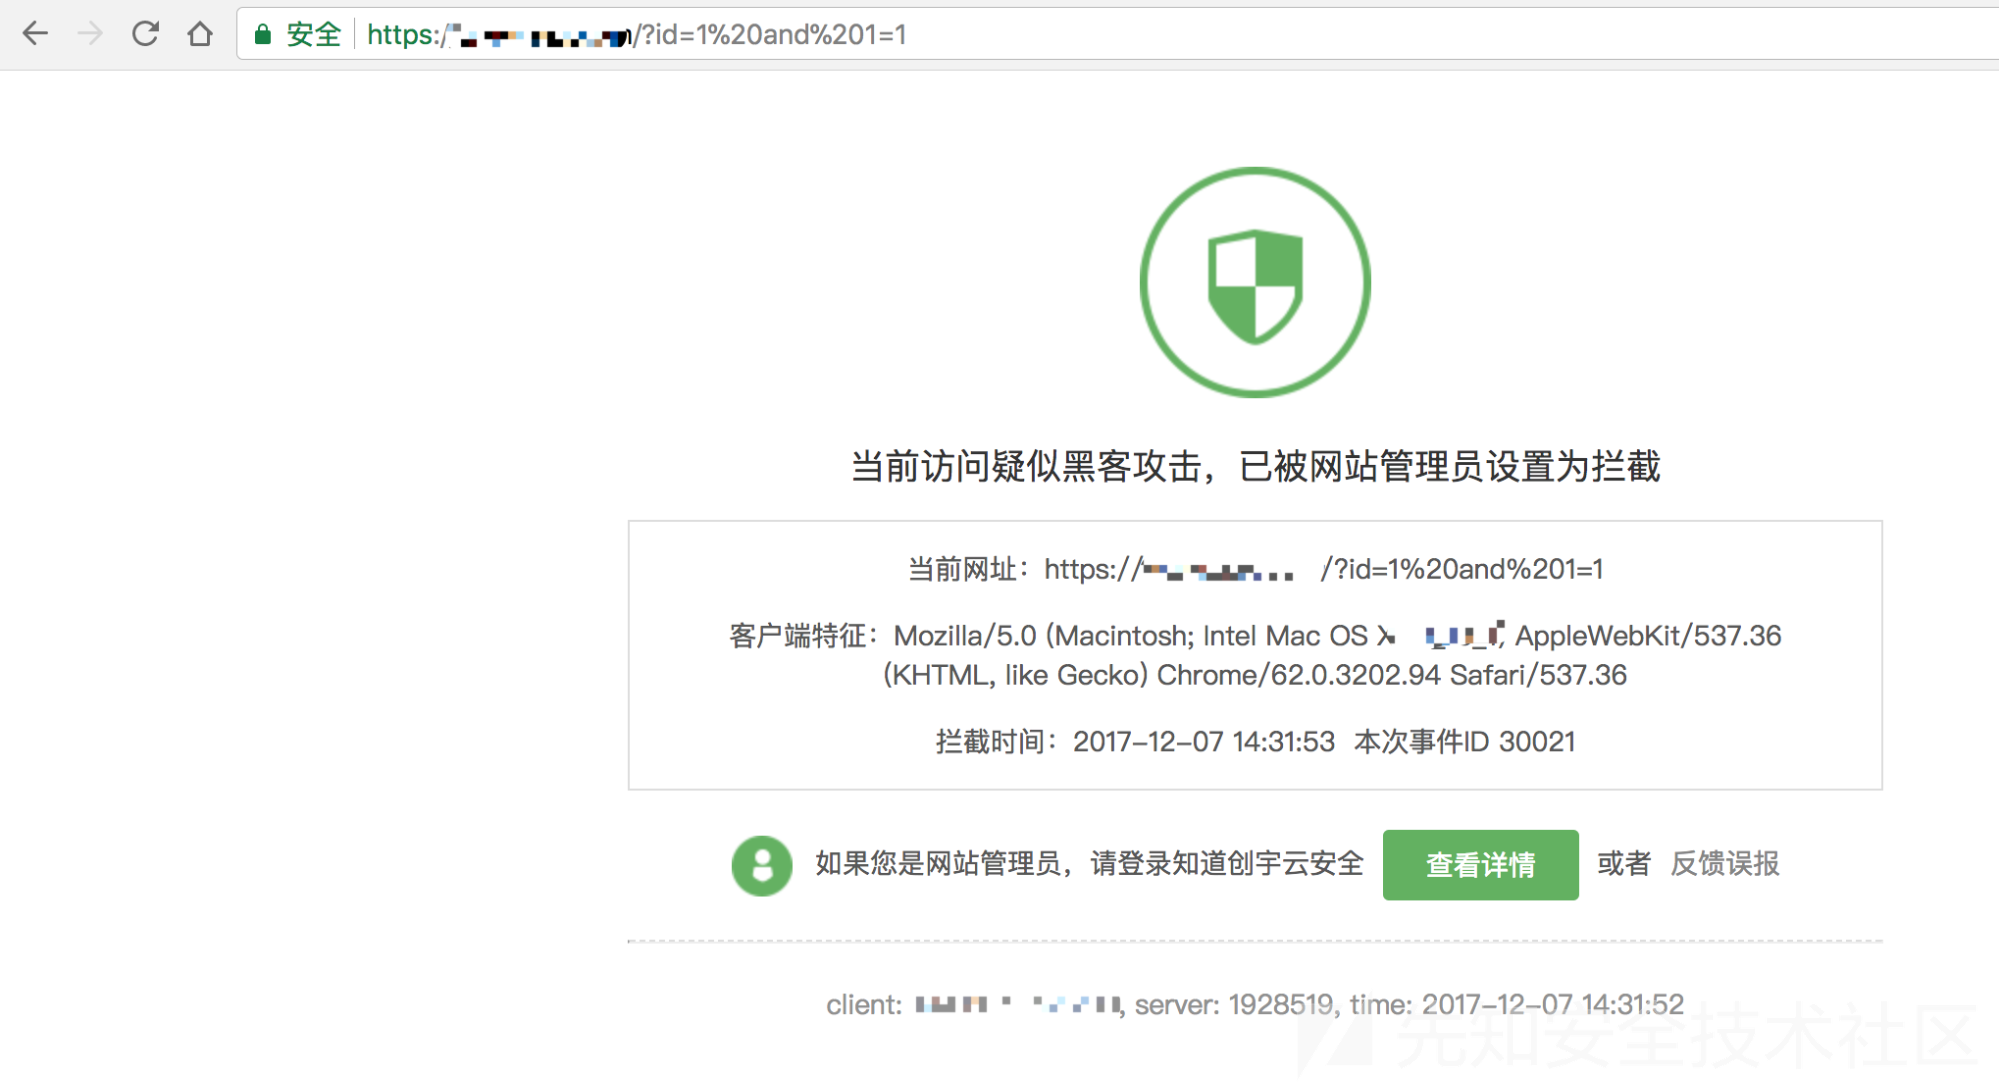 安全 https:/ /?id=1%20and%201=1
当前访问疑似黑客攻击，已被网站管理员设置为拦截
当前网址：https:// /?id=1%20and%201=1
客户端特征：Mozilla/5.0 (Macintosh; Intel Mac OS X AppleWebKit/537.36
(KHTML, like Gecko) Chrome/62.0.3202.94 Safari/537.36
拦截时间：2017-12-07 14:31:53 本次事件ID 30021
如果您是网站管理员，请登录知道创宇云安全 查看详情 或者 反馈误报
client: , server: 1928519, time: 2017-12-07 14:31:52
先知安全技术社区